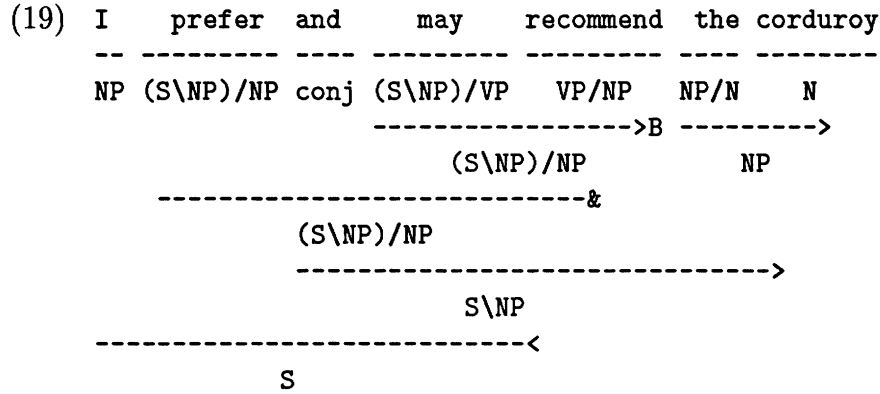 (19) I prefer and may recommend the corduroy
-- --------- ---- --------- --------- ---- --------
NP (S\NP)/NP conj (S\NP)/VP VP/NP NP/N N
----------------->B --------->
(S\NP)/NP NP
----------------------------&
(S\NP)/NP
------------------------------->
S\NP
----------------------------<
S